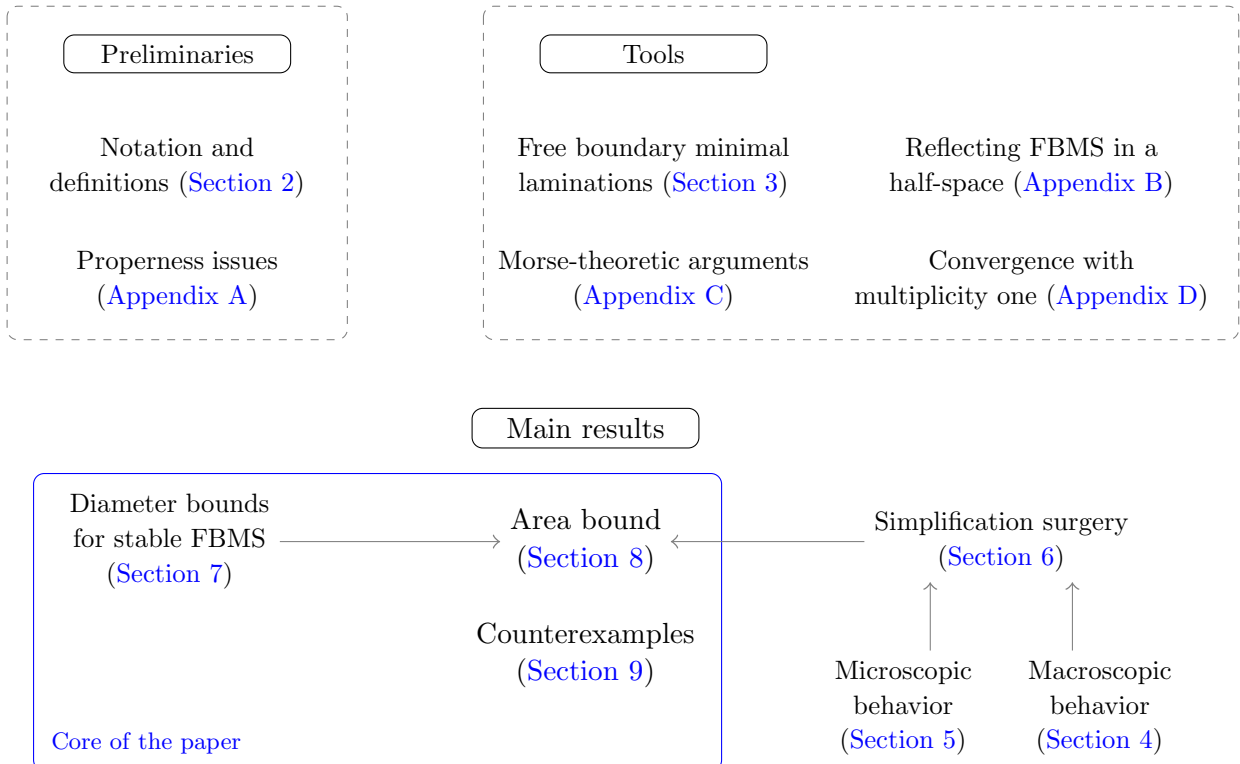 Preliminaries
Notation and
definitions (Section 2)
Properness issues
(Appendix A)
Tools
Free boundary minimal
laminations (Section 3)
Reflecting FBMS in a
half-space (Appendix B)
Morse-theoretic arguments
(Appendix C)
Convergence with
multiplicity one (Appendix D)
Main results
Diameter bounds
for stable FBMS
(Section 7)
Area bound
(Section 8)
Simplification surgery
(Section 6)
Counterexamples
(Section 9)
Microscopic
behavior
(Section 5)
Macroscopic
behavior
(Section 4)
Core of the paper